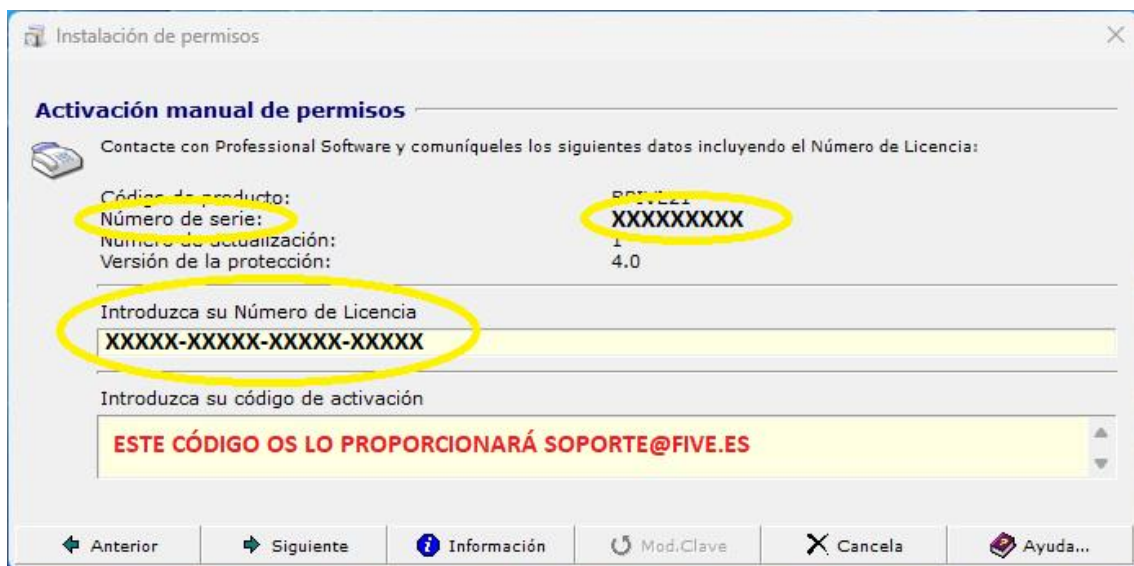 Instalación de permisos
Activación manual de permisos
Contacte con Professional Software y comuníqueles los siguientes datos incluyendo el Número de Licencia:
Código de producto:
Número de serie: XXXXXXXXX
Número de actualización: 1
Versión de la protección: 4.0
Introduzca su Número de Licencia
XXXXX-XXXXX-XXXXX-XXXXX
Introduzca su código de activación
ESTE CÓDIGO OS LO PROPORCIONARÁ SOPORTE@FIVE.ES
Anterior Siguiente Información Mod.Clave Cancela Ayuda...